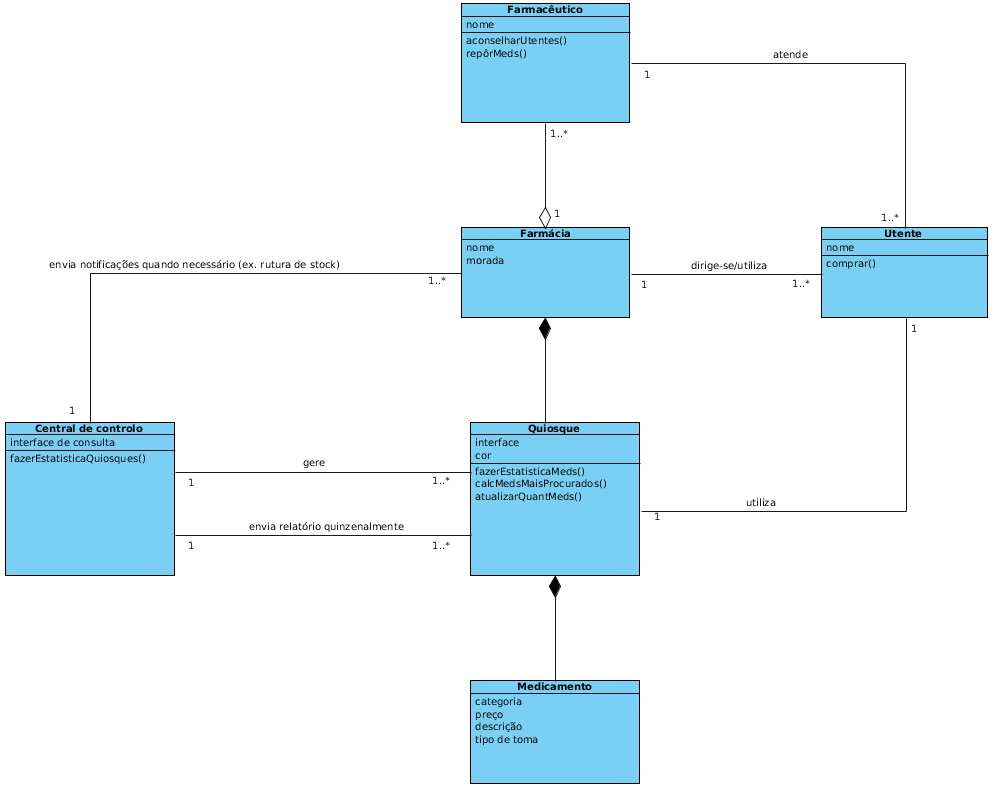 Farmacêutico
nome
aconselharUtentes()
repôrMeds()
atende
1
1..*
1
1..*
Farmácia
nome
morada
Utente
nome
comprar()
envia notificações quando necessário (ex. rutura de stock)
1..*
dirige-se/utiliza
1
1..*
1
1
Central de controlo
interface de consulta
fazerEstatisticaQuiosques()
Quiosque
interface
cor
fazerEstatisticaMeds()
calcMedsMaisProcurados()
atualizarQuantMeds()
gere
1
1..*
utiliza
1
envia relatório quinzenalmente
1
1..*
Medicamento
categoria
preço
descrição
tipo de toma